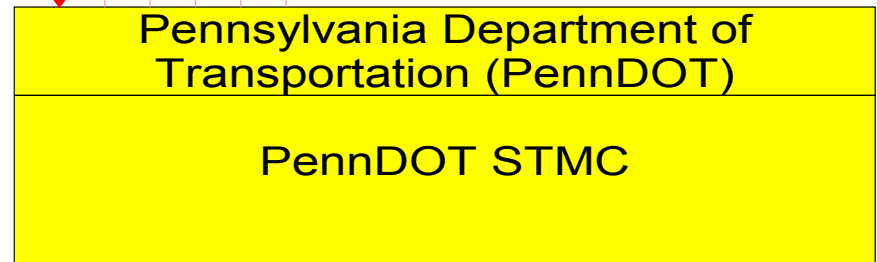 Pennsylvania Department of
Transportation (PennDOT)
PennDOT STMC